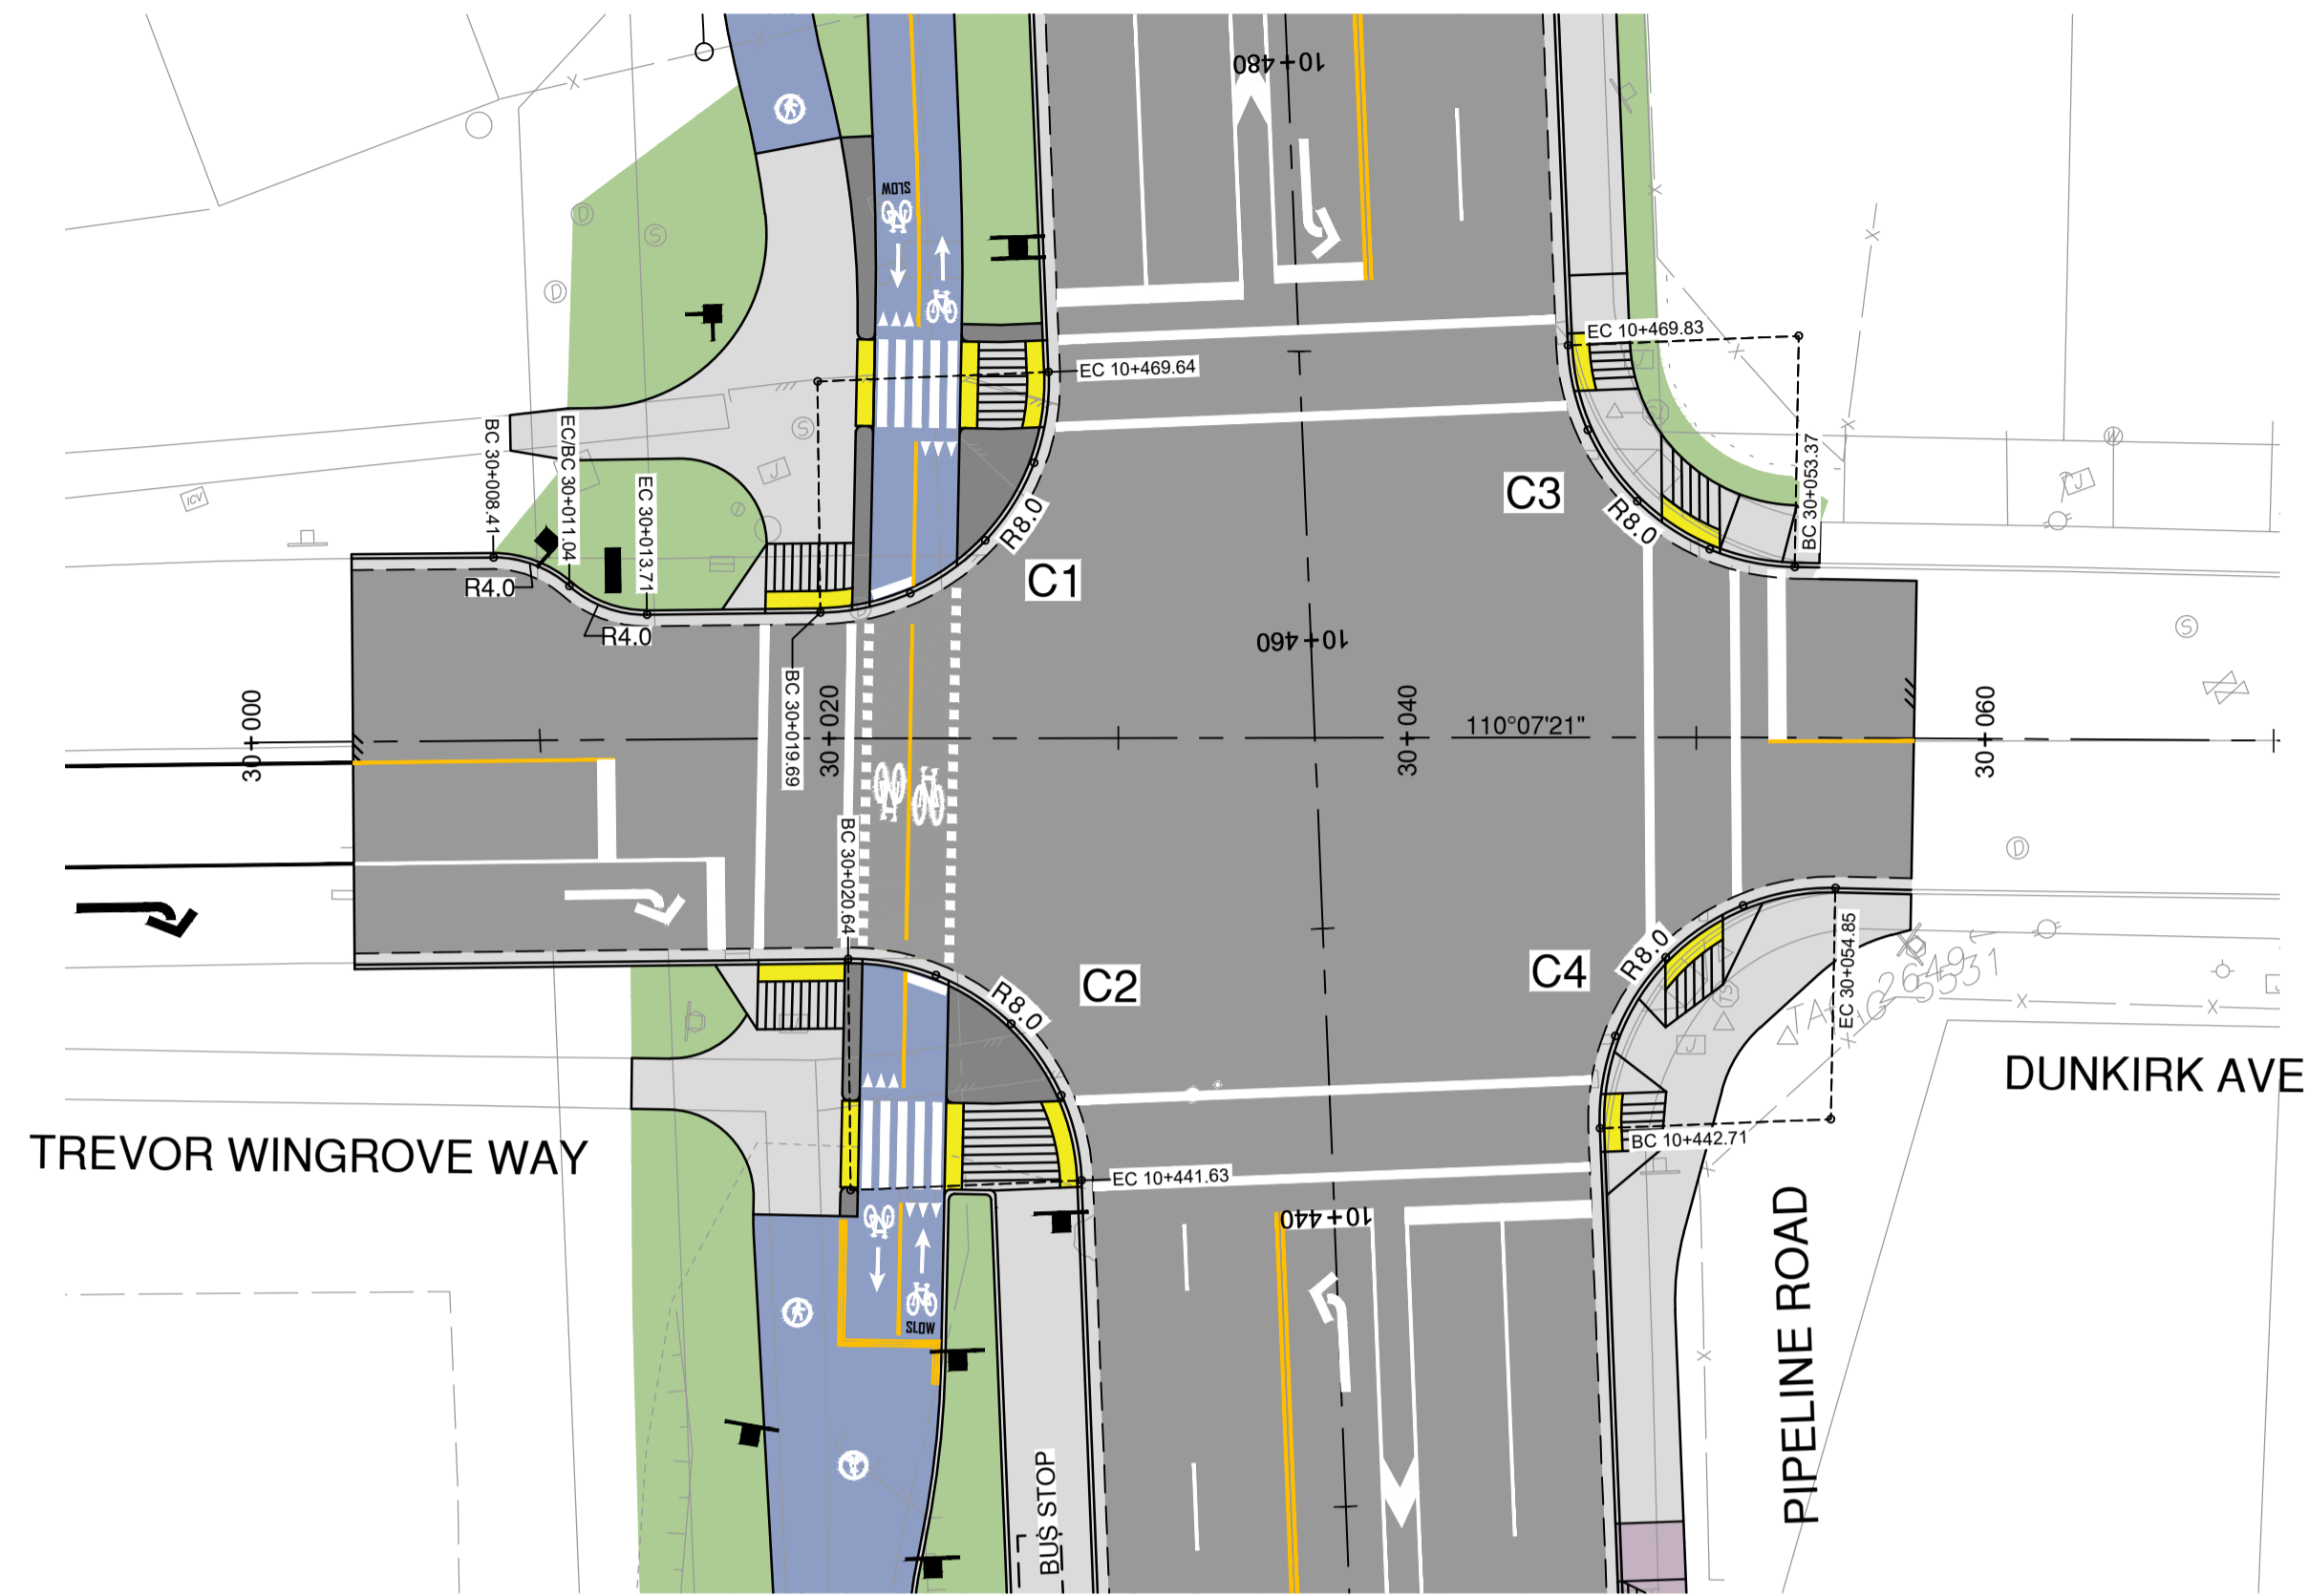 10+480
SLOW
EC 10+469.83
EC 10+469.64
BC 30+008.41
EC/BC 30+011.04
EC 30+013.71
BC 30+053.37
W
S
D
D
S
J
J
CJ
ICV
C3
R8.0
R8.0
C1
R4.0
R4.0
10+460
S
30+000
BC 30+019.69
30+020
30+040
110°07'21"
30+060
BC 30+020.64
D
R8.0
C4
R8.0
C2
EC 30+054.85
TS
J
DUNKIRK AVE
TREVOR WINGROVE WAY
BC 10+442.71
EC 10+441.63
10+440
PIPELINE ROAD
SLOW
BUS STOP